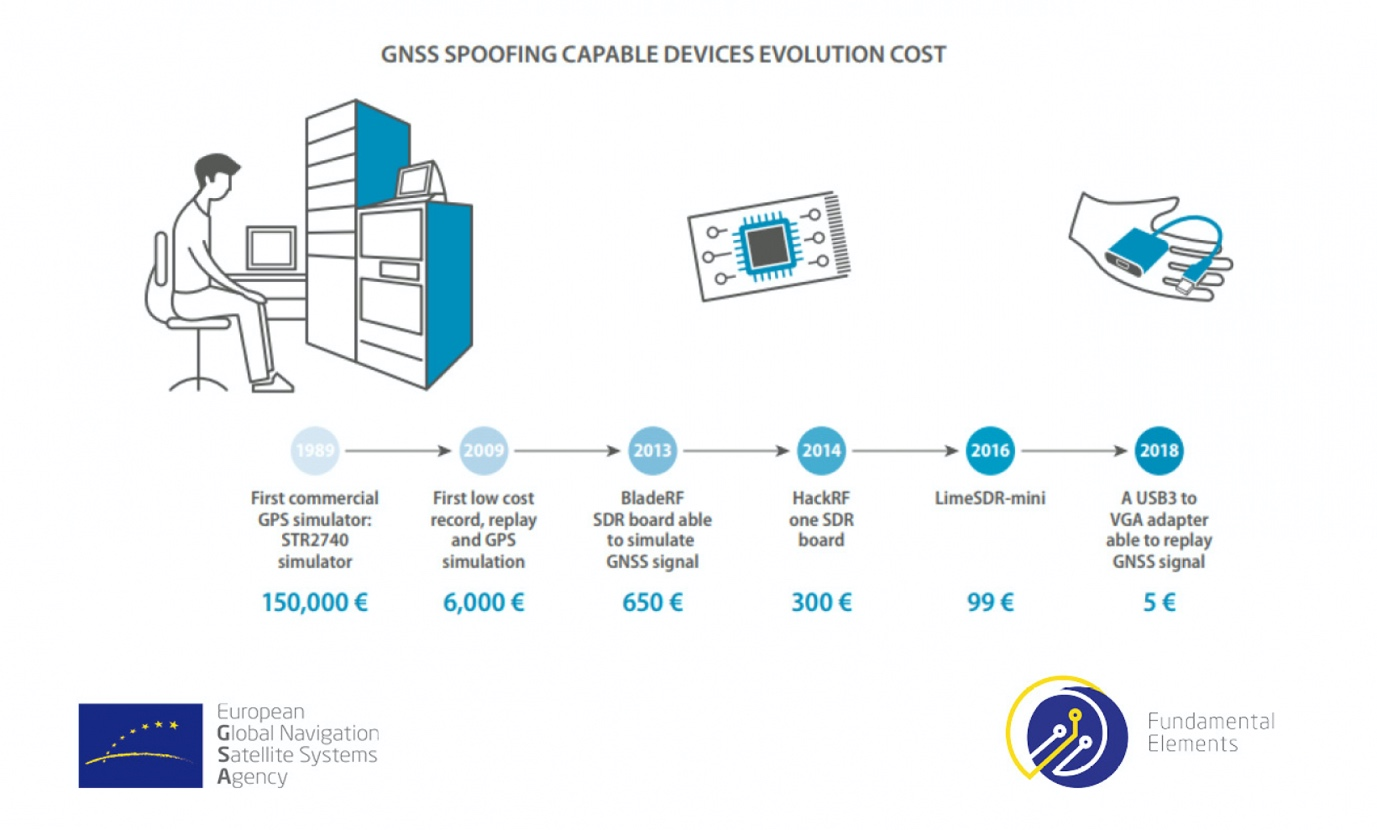 GNSS SPOOFING CAPABLE DEVICES EVOLUTION COST
1989
2009
2013
2014
2016
2018
First commercial
GPS simulator:
STR2740
simulator
150,000 €
First low cost
record, replay
and GPS
simulation
6,000 €
BladeRF
SDR board able
to simulate
GNSS signal
650 €
HackRF
one SDR
board
300 €
LimeSDR-mini
99 €
A USB3 to
VGA adapter
able to replay
GNSS signal
5 €
European
Global Navigation
Satellite Systems
Agency
Fundamental
Elements